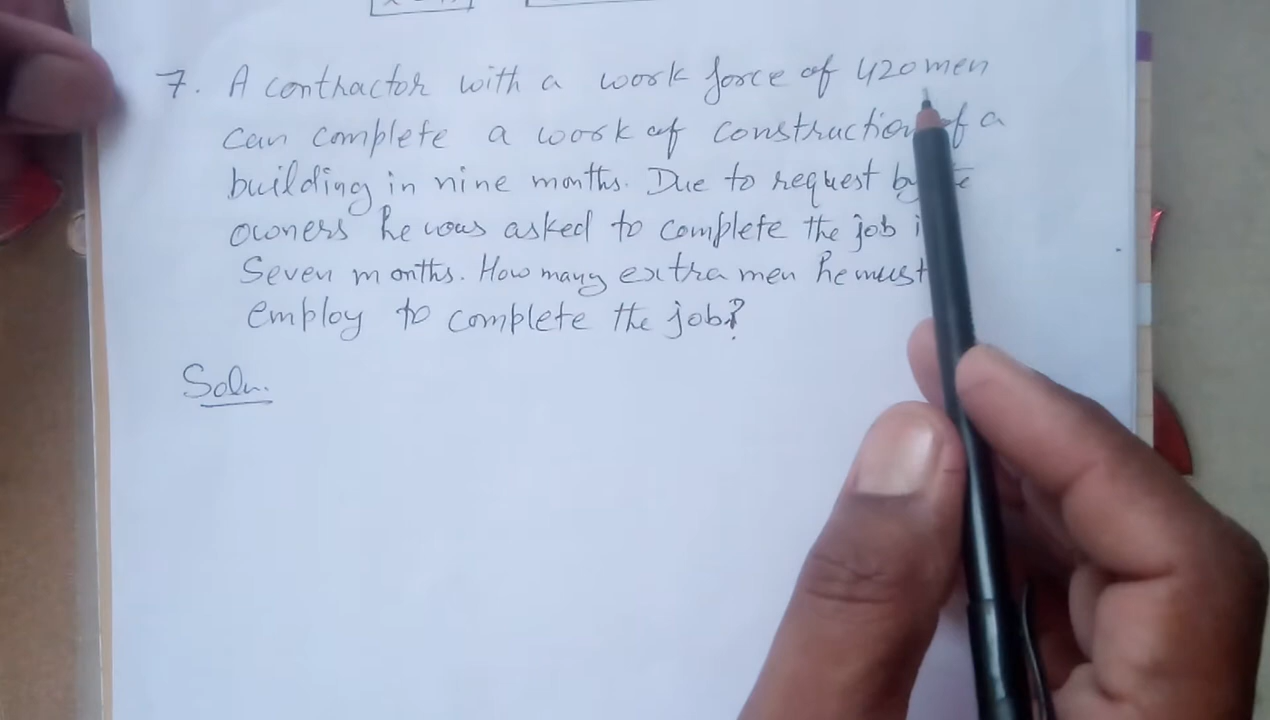 7. A contractor with a work force of 420 men
can complete a work of construction of a
building in nine months. Due to request by
owners he was asked to complete the job
Seven months. How many extra men he must
employ to complete the job?
Soln.